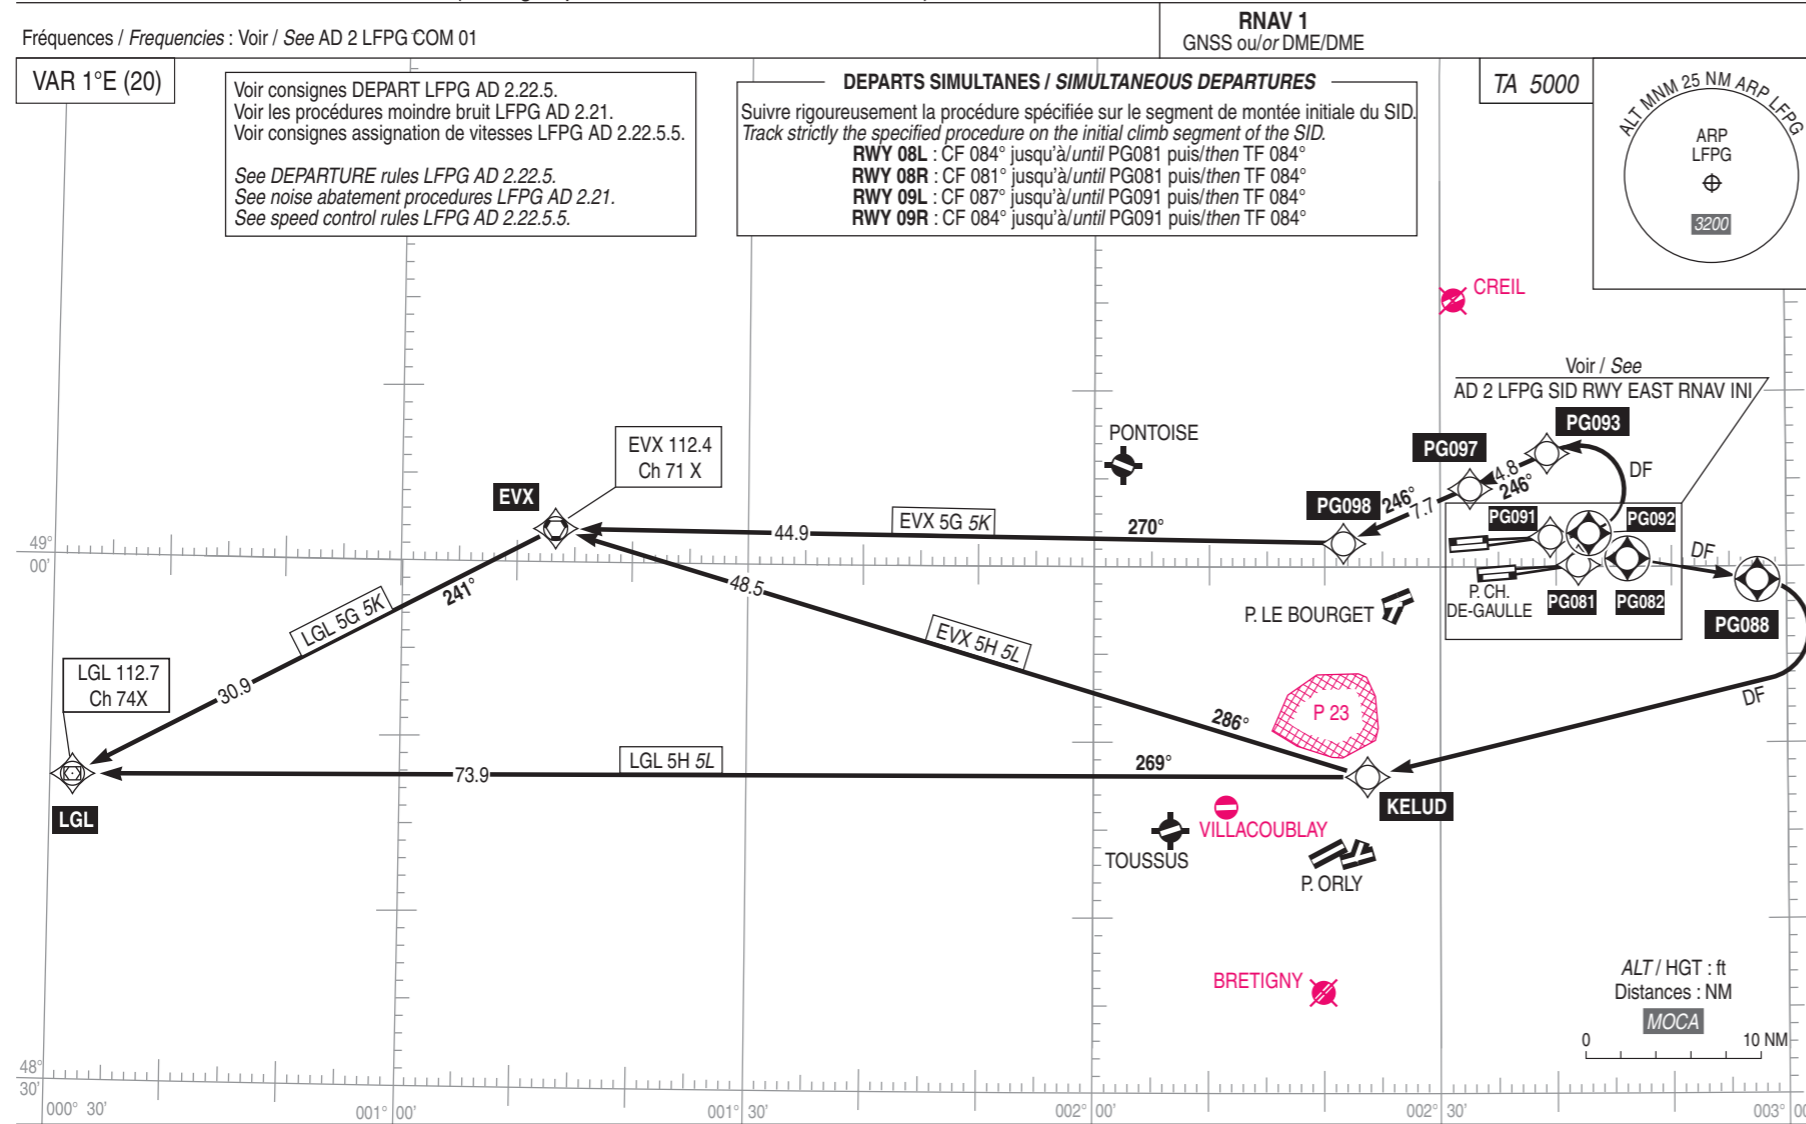 Fréquences / Frequencies : Voir / See AD 2 LFPG COM 01
RNAV 1
GNSS ou/or DME/DME
VAR 1°E (20)
Voir consignes DEPART LFPG AD 2.22.5.
Voir les procédures moindre bruit LFPG AD 2.21.
Voir consignes assignation de vitesses LFPG AD 2.22.5.5.
See DEPARTURE rules LFPG AD 2.22.5.
See noise abatement procedures LFPG AD 2.21.
See speed control rules LFPG AD 2.22.5.5.
DEPARTS SIMULTANES / SIMULTANEOUS DEPARTURES
Suivre rigoureusement la procédure spécifiée sur le segment de montée initiale du SID.
Track strictly the specified procedure on the initial climb segment of the SID.
RWY 08L : CF 084° jusqu'à/until PG081 puis/then TF 084°
RWY 08R : CF 081° jusqu'à/until PG081 puis/then TF 084°
RWY 09L : CF 087° jusqu'à/until PG091 puis/then TF 084°
RWY 09R : CF 084° jusqu'à/until PG091 puis/then TF 084°
TA 5000
ALT MNM 25 NM ARP LFPG
ARP
LFPG
3200
CREIL
Voir / See
AD 2 LFPG SID RWY EAST RNAV INI
PG093
PONTOISE
PG097
DF
4.8
246°
EVX 112.4
Ch 71 X
EVX
PG098
246°
7.7
PG091
PG092
EVX 5G 5K
44.9
270°
49°
00'
DF
241°
48.5
P. CH.
DE-GAULLE
PG081
PG082
PG088
LGL 5G 5K
P. LE BOURGET
EVX 5H 5L
LGL 112.7
Ch 74X
30.9
DF
P 23
286°
LGL 5H 5L
73.9
269°
LGL
KELUD
VILLACOUBLAY
TOUSSUS
P. ORLY
BRETIGNY
ALT / HGT : ft
Distances : NM
MOCA
0
10 NM
48°
30'
000° 30'
001° 00'
001° 30'
002° 00'
002° 30'